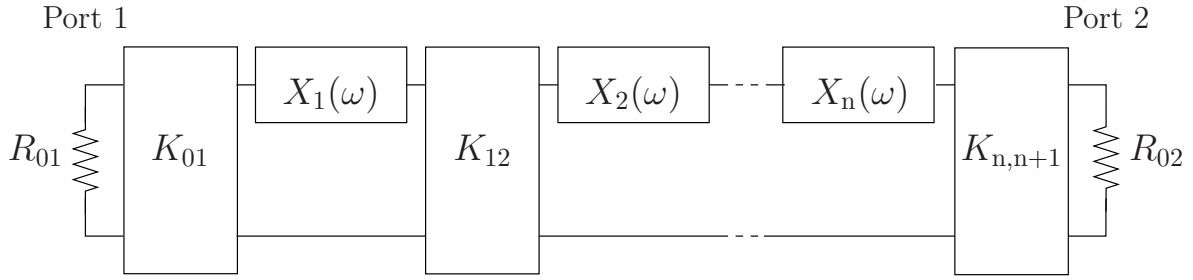 Port 1
Port 2
R₀₁
K₀₁
X₁(ω)
K₁₂
X₂(ω)
Xₙ(ω)
Kₙ,ₙ₊₁
R₀₂